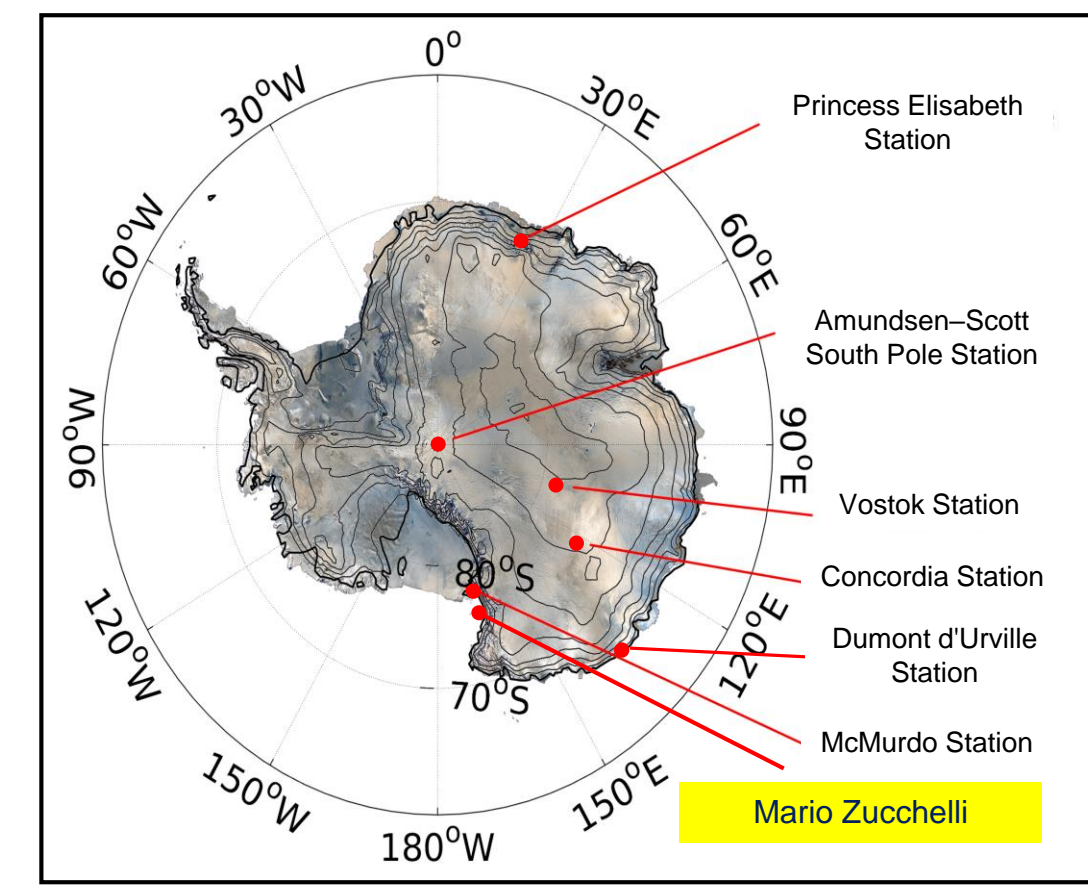 0°
30°W
30°E
Princess Elisabeth
Station
60°W
60°E
Amundsen–Scott
South Pole Station
90°W
90°E
Vostok Station
80°S
Concordia Station
120°W
120°E
Dumont d'Urville
Station
70°S
McMurdo Station
150°W
150°E
Mario Zucchelli
180°W